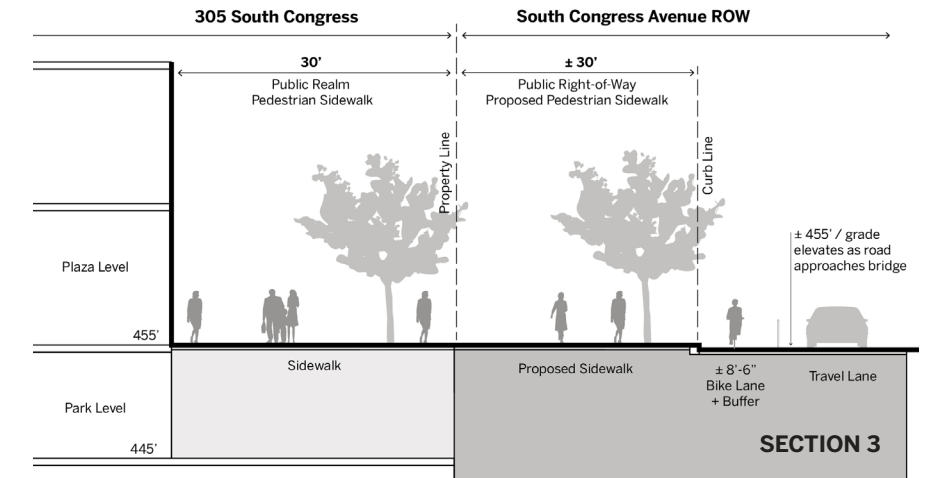 305 South Congress
South Congress Avenue ROW
30’
± 30’
Public Realm
Pedestrian Sidewalk
Public Right-of-Way
Proposed Pedestrian Sidewalk
Property Line
Curb Line
± 455’ / grade
elevates as road
approaches bridge
Plaza Level
455’
Sidewalk
Proposed Sidewalk
± 8’-6”
Bike Lane
+ Buffer
Travel Lane
Park Level
445’
SECTION 3